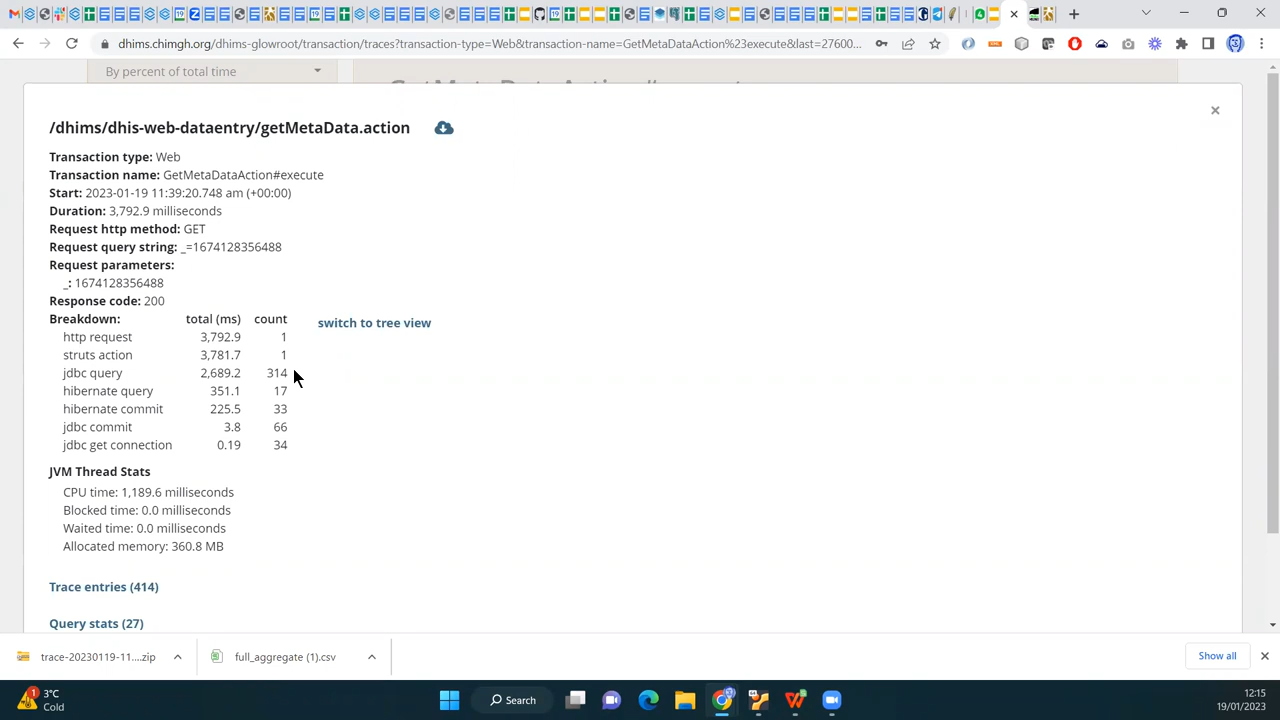 dhims.chimgh.org/dhims-glowroot/transaction/traces?transaction-type=Web&transaction-name=GetMetaDataAction%23execute&last=27600...
By percent of total time
/dhims/dhis-web-dataentry/getMetaData.action
Transaction type: Web
Transaction name: GetMetaDataAction#execute
Start: 2023-01-19 11:39:20.748 am (+00:00)
Duration: 3,792.9 milliseconds
Request http method: GET
Request query string: _=1674128356488
Request parameters:
_: 1674128356488
Response code: 200
Breakdown: total (ms) count switch to tree view
http request 3,792.9 1
struts action 3,781.7 1
jdbc query 2,689.2 314
hibernate query 351.1 17
hibernate commit 225.5 33
jdbc commit 3.8 66
jdbc get connection 0.19 34
JVM Thread Stats
CPU time: 1,189.6 milliseconds
Blocked time: 0.0 milliseconds
Waited time: 0.0 milliseconds
Allocated memory: 360.8 MB
Trace entries (414)
Query stats (27)
trace-20230119-11....zip full_aggregate (1).csv Show all
1 3°C Search 12:15
Cold 19/01/2023